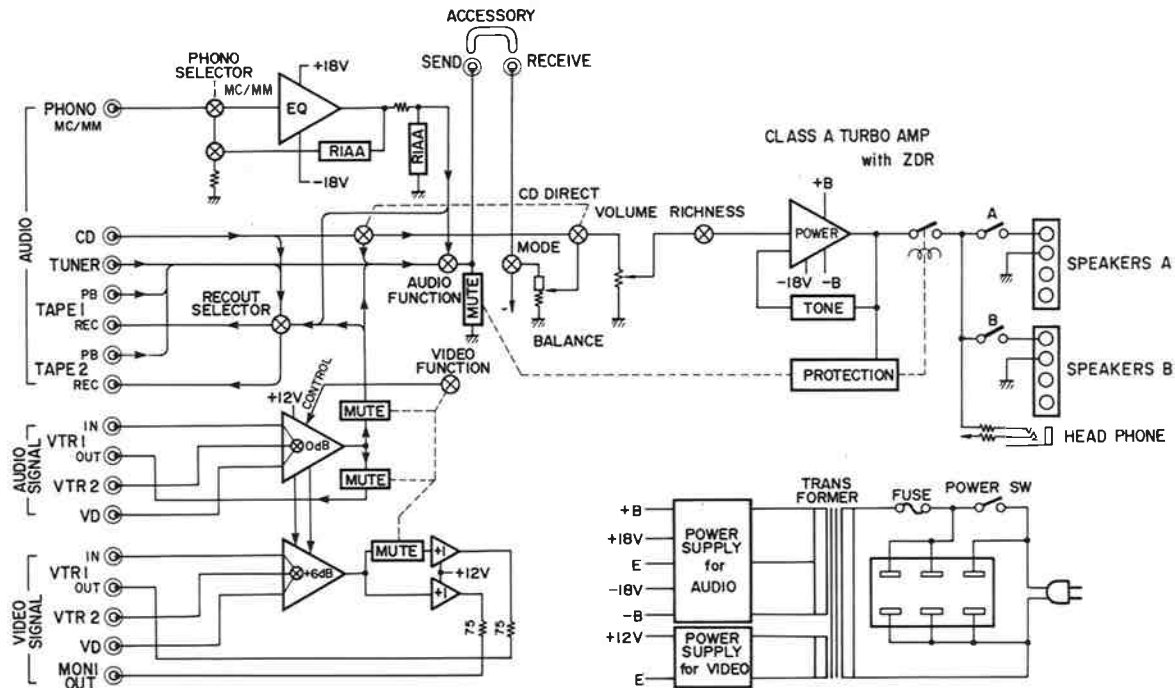 ACCESSORY
SEND
RECEIVE
PHONO
SELECTOR
MC/MM
+18V
EQ
-18V
RIAA
RIAA
AUDIO
PHONO
MC/MM
CD
TUNER
PB
TAPE 1
REC
PB
TAPE 2
REC
RECOUT
SELECTOR
CD DIRECT
AUDIO
FUNCTION
MUTE
MODE
BALANCE
VOLUME
RICHNESS
CLASS A TURBO AMP
with ZDR
+B
POWER
-18V
-B
TONE
PROTECTION
A
SPEAKERS A
B
SPEAKERS B
HEAD PHONE
VIDEO
FUNCTION
+12V
CONTROL
MUTE
MUTE
0dB
AUDIO
SIGNAL
IN
VTR 1
OUT
VTR 2
VD
VIDEO
SIGNAL
IN
VTR 1
OUT
VTR 2
VD
MONI
OUT
+6dB
MUTE
+1
+12V
+1
75
75
+B
+18V
E
-18V
-B
POWER
SUPPLY
for
AUDIO
+12V
E
POWER
SUPPLY
for VIDEO
TRANS
FORMER
FUSE
POWER SW